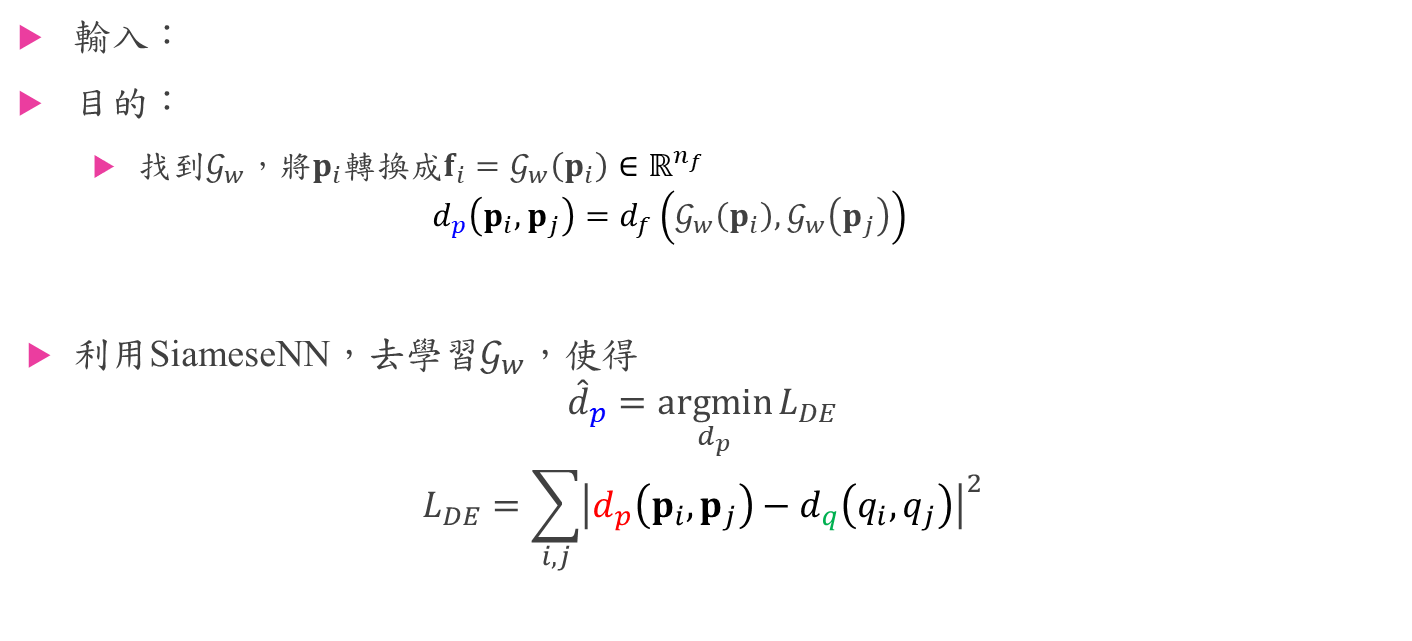 ▶ 輸入：
▶ 目的：
▶ 找到𝒢_w，將𝐩_i轉換成𝐟_i = 𝒢_w(𝐩_i) ∈ ℝ^{n_f}
d_p(𝐩_i, 𝐩_j) = d_f(𝒢_w(𝐩_i), 𝒢_w(𝐩_j))
▶ 利用SiameseNN，去學習𝒢_w，使得
d̂_p = argmin_{d_p} L_{DE}
L_{DE} = ∑_{i,j} |d_p(𝐩_i, 𝐩_j) − d_q(q_i, q_j)|^2